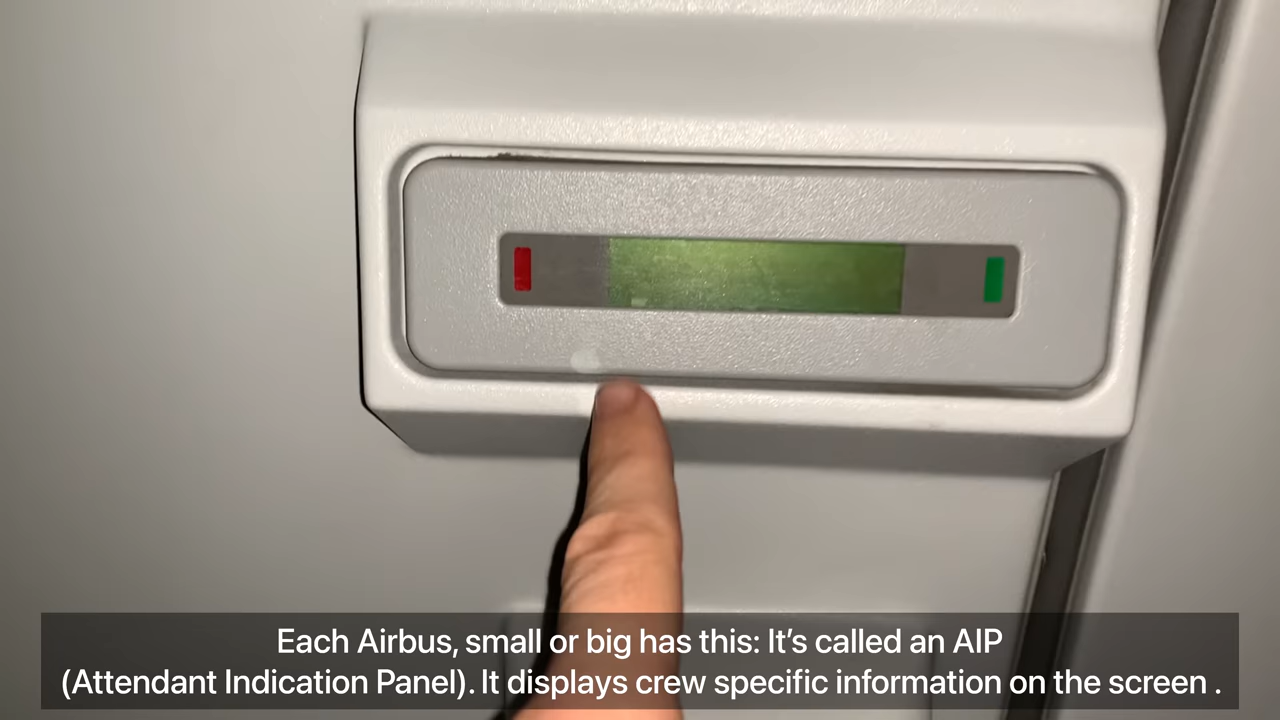 Each Airbus, small or big has this: It’s called an AIP
(Attendant Indication Panel). It displays crew specific information on the screen .